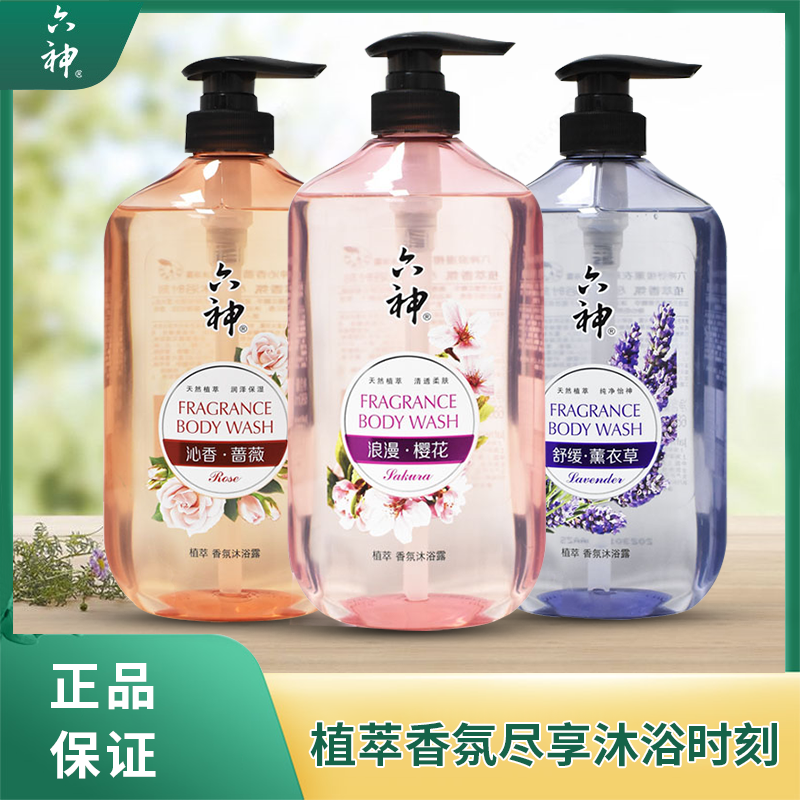 六神®
六神®
天然植萃 润泽保湿
FRAGRANCE
BODY WASH
沁香·蔷薇
Rose
植萃 香氛沐浴露
六神®
天然植萃 清透柔肤
FRAGRANCE
BODY WASH
浪漫·樱花
Sakura
植萃 香氛沐浴露
六神
天然植萃 纯净怡神
FRAGRANCE
BODY WASH
舒缓·薰衣草
Lavender
植萃 香氛沐浴露
正品
保证
植萃香氛尽享沐浴时刻